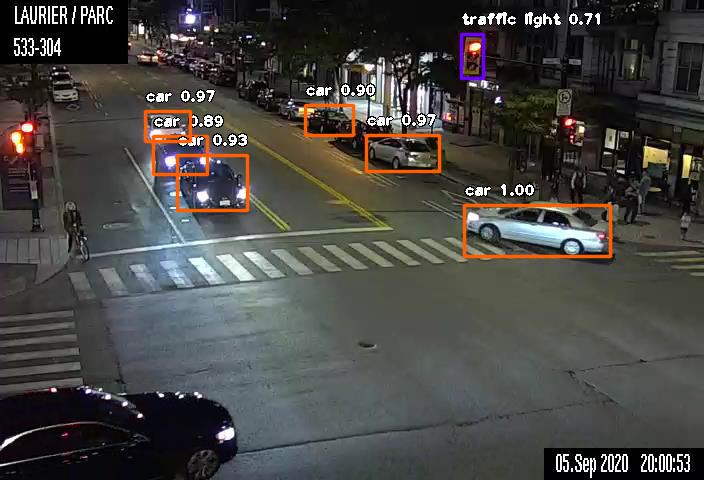 LAURIER / PARC
533-304
traffic light 0.71
car 0.90
car 0.97
car 0.89
car 0.97
car 0.93
car 1.00
P
05.Sep 2020 20:00:53